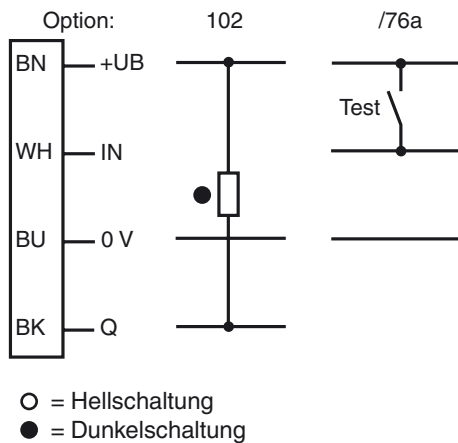 Option: 102 /76a
BN +UB
Test
WH IN
BU 0 V
BK Q
= Hellschaltung
= Dunkelschaltung